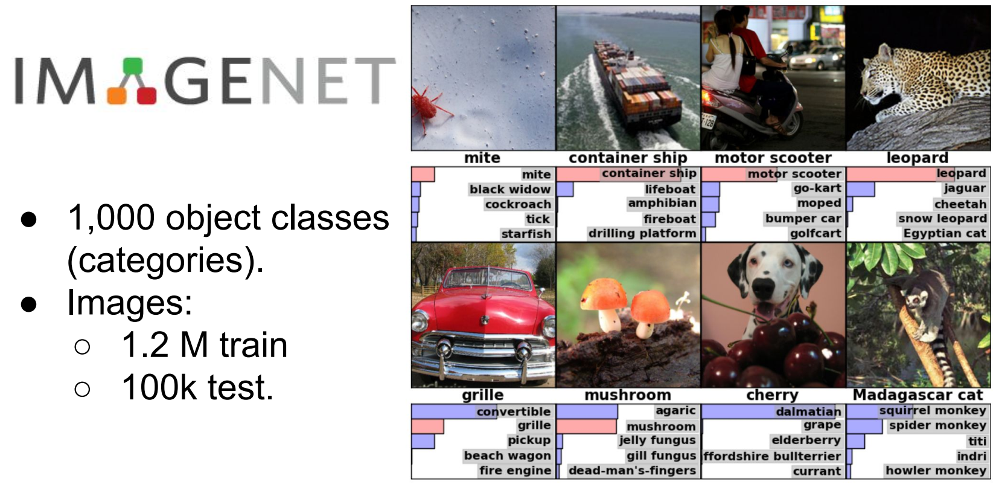 IMAGENET
● 1,000 object classes
(categories).
● Images:
○ 1.2 M train
○ 100k test.
mite
mite
black widow
cockroach
tick
starfish
container ship
container ship
lifeboat
amphibian
fireboat
drilling platform
motor scooter
motor scooter
go-kart
moped
bumper car
golfcart
leopard
leopard
jaguar
cheetah
snow leopard
Egyptian cat
grille
convertible
grille
pickup
beach wagon
fire engine
mushroom
agaric
mushroom
jelly fungus
gill fungus
dead-man's-fingers
cherry
dalmatian
grape
elderberry
ffordshire bullterrier
currant
Madagascar cat
squirrel monkey
spider monkey
titi
indri
howler monkey